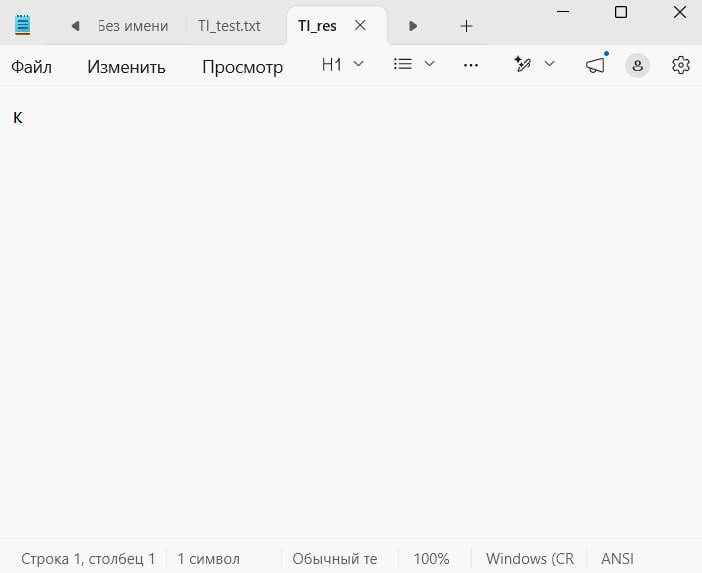 Без имени TI_test.txt TI_res
Файл Изменить Просмотр H1
К
Строка 1, столбец 1 1 символ Обычный те 100% Windows (CR ANSI